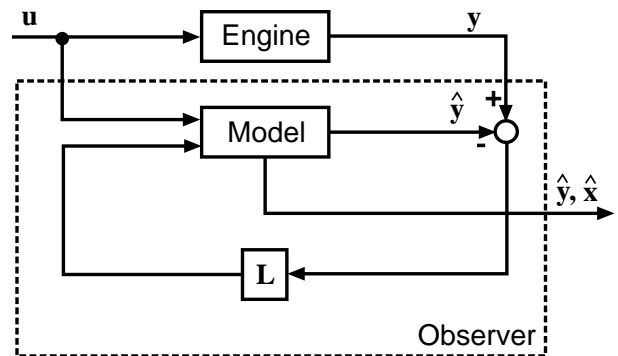 u
Engine
y
+
Model
ŷ
-
ŷ, x̂
L
Observer